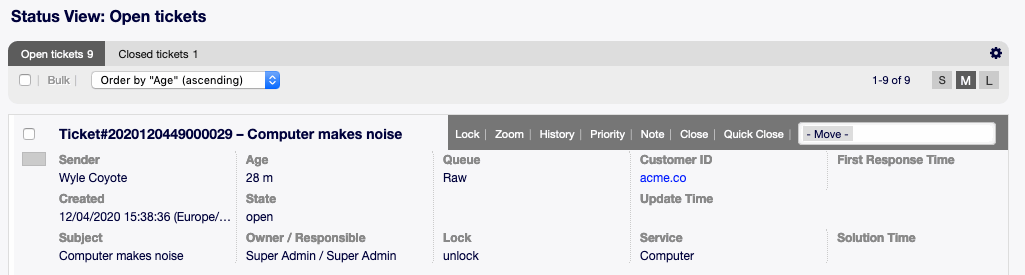 Status View: Open tickets
Open tickets 9 Closed tickets 1
Bulk Order by "Age" (ascending) 1-9 of 9 S M L
Ticket#2020120449000029 – Computer makes noise Lock | Zoom | History | Priority | Note | Close | Quick Close | - Move -
Sender Age Queue Customer ID First Response Time
Wyle Coyote 28 m Raw acme.co
Created State Update Time
12/04/2020 15:38:36 (Europe/... open
Subject Owner / Responsible Lock Service Solution Time
Computer makes noise Super Admin / Super Admin unlock Computer